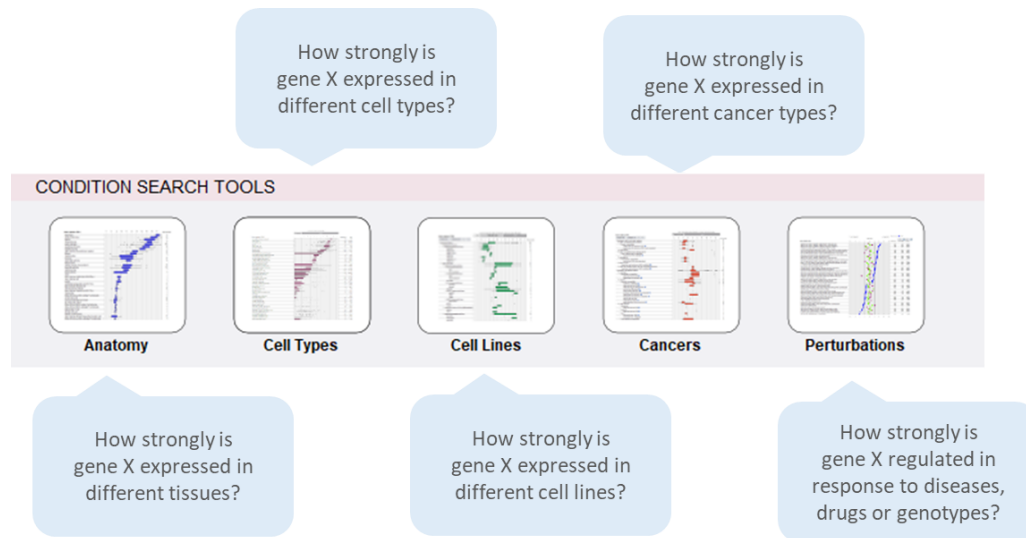 How strongly is
gene X expressed in
different cell types?
How strongly is
gene X expressed in
different cancer types?
CONDITION SEARCH TOOLS
Anatomy
Cell Types
Cell Lines
Cancers
Perturbations
How strongly is
gene X expressed in
different tissues?
How strongly is
gene X expressed in
different cell lines?
How strongly is
gene X regulated in
response to diseases,
drugs or genotypes?